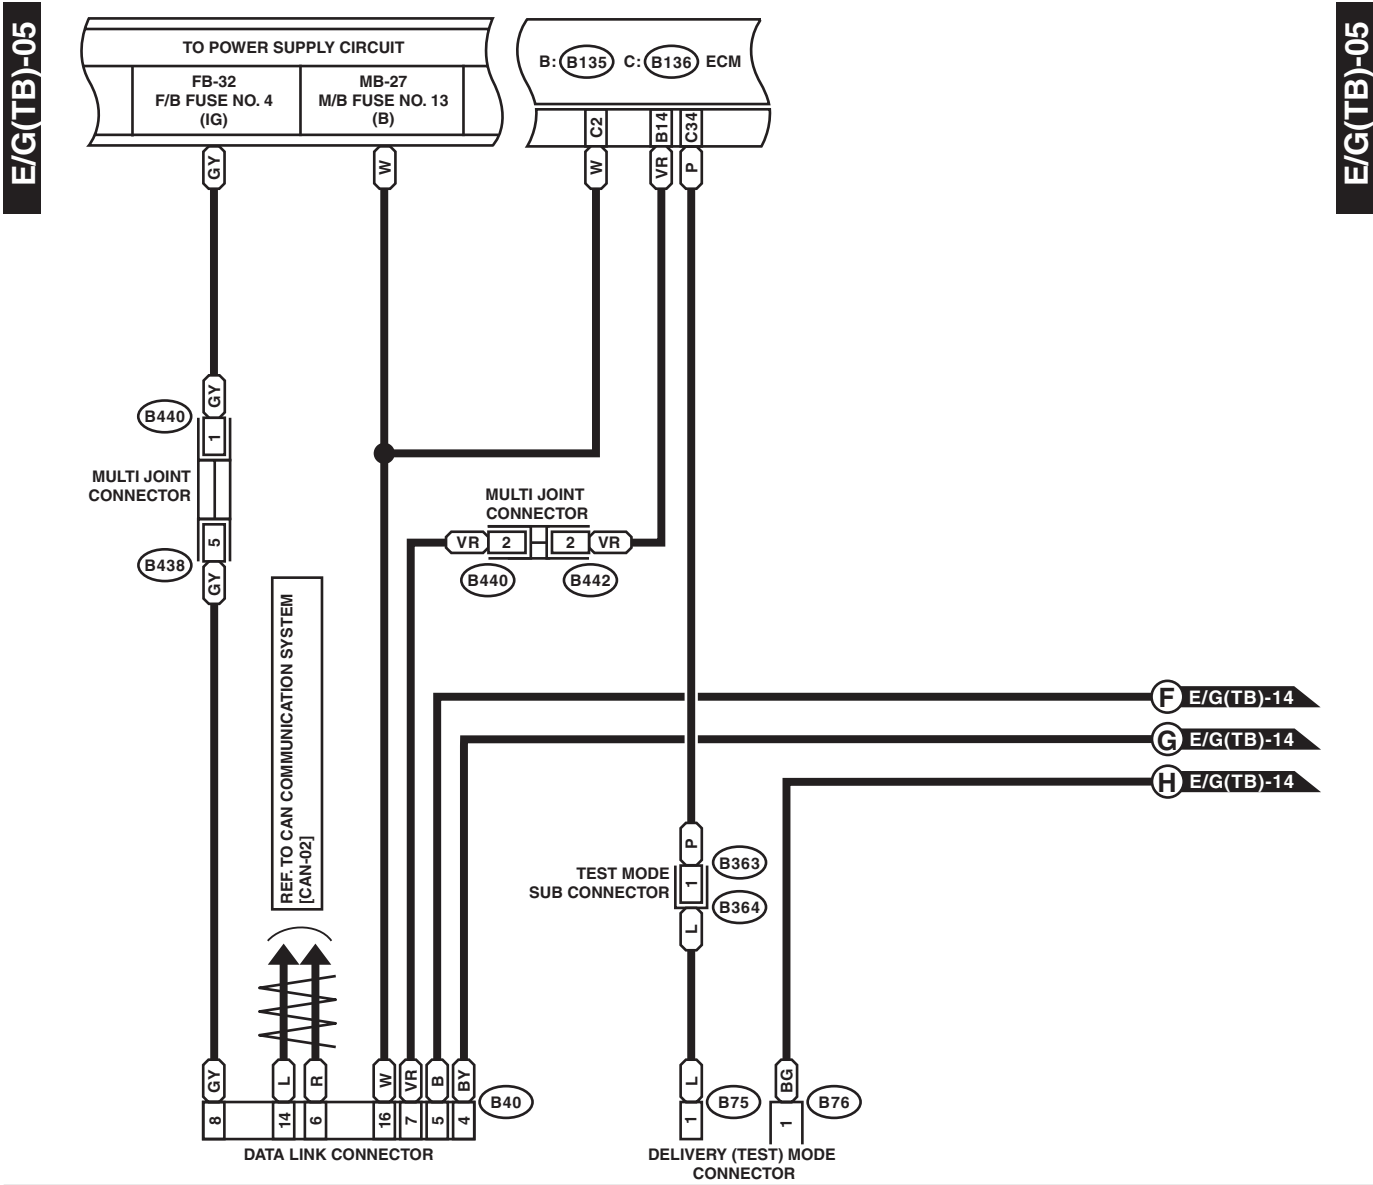 E/G(TB)-05
E/G(TB)-05
TO POWER SUPPLY CIRCUIT
FB-32
F/B FUSE NO. 4
(IG)
MB-27
M/B FUSE NO. 13
(B)
B: B135 C: B136 ECM
C2
B14
C34
GY
W
W
VR
P
GY
B440
1
MULTI JOINT
CONNECTOR
5
B438
GY
MULTI JOINT
CONNECTOR
VR 2 2 VR
B440
B442
REF. TO CAN COMMUNICATION SYSTEM
[CAN-02]
F E/G(TB)-14
G E/G(TB)-14
H E/G(TB)-14
P
B363
TEST MODE
SUB CONNECTOR
1
B364
L
GY
L
R
W
VR
B
BY
B40
8
14
6
16
7
5
4
DATA LINK CONNECTOR
L
B75
1
BG
B76
1
DELIVERY (TEST) MODE
CONNECTOR